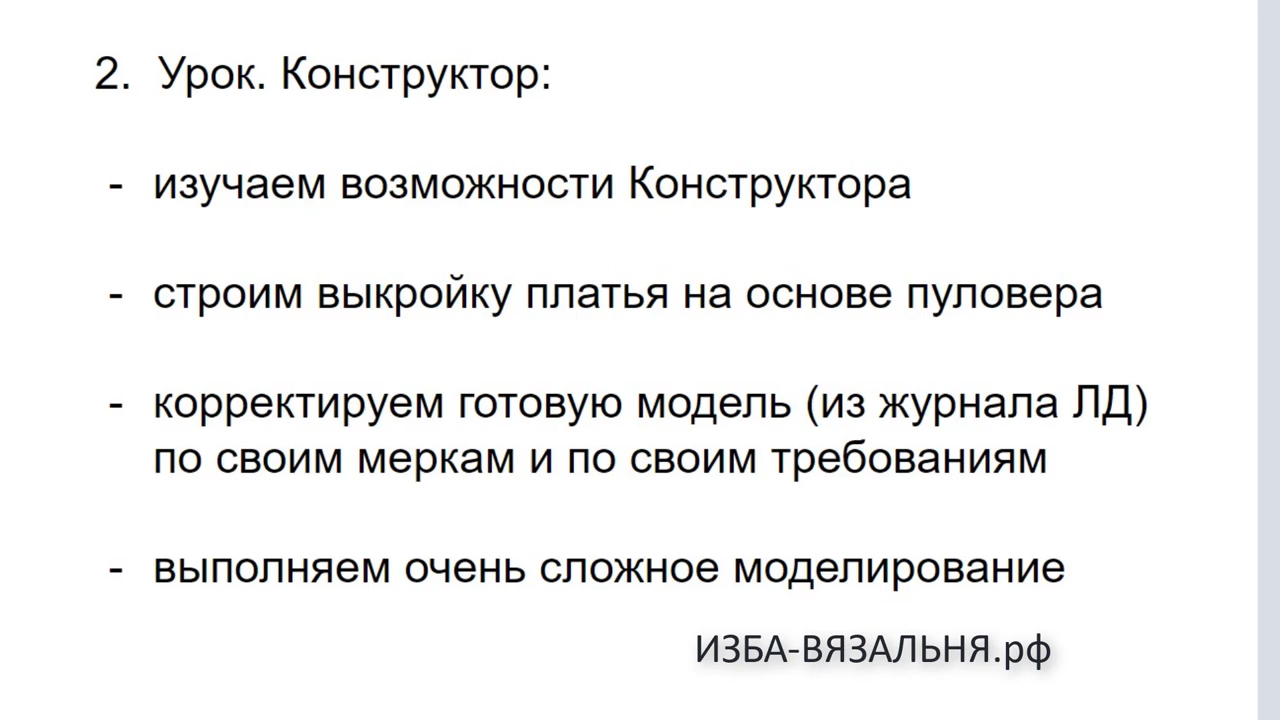 2. Урок. Конструктор:
- изучаем возможности Конструктора
- строим выкройку платья на основе пуловера
- корректируем готовую модель (из журнала ЛД)
по своим меркам и по своим требованиям
- выполняем очень сложное моделирование
ИЗБА-ВЯЗАЛЬНЯ.рф